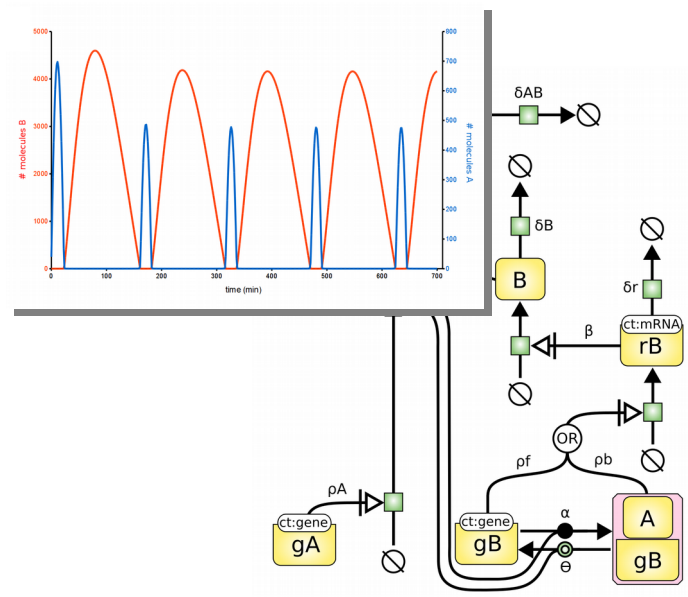 5000
4000
3000
2000
1000
0
# molecules B
800
700
600
500
400
300
200
100
0
# molecules A
0
100
200
300
400
500
600
700
time (min)
δAB
δB
B
δr
ct:mRNA
rB
β
OR
ρf
ρb
ρA
ct:gene
gA
ct:gene
gB
α
A
gB
Θ